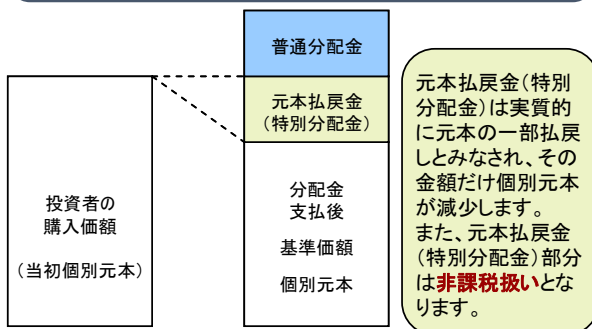 普通分配金
元本払戻金
(特別分配金)
投資者の
購入価額
(当初個別元本)
分配金
支払後
基準価額
個別元本
元本払戻金(特別
分配金)は実質的
に元本の一部払戻
しとみなされ、その
金額だけ個別元本
が減少します。
また、元本払戻金
(特別分配金)部分
は非課税扱いとな
ります。